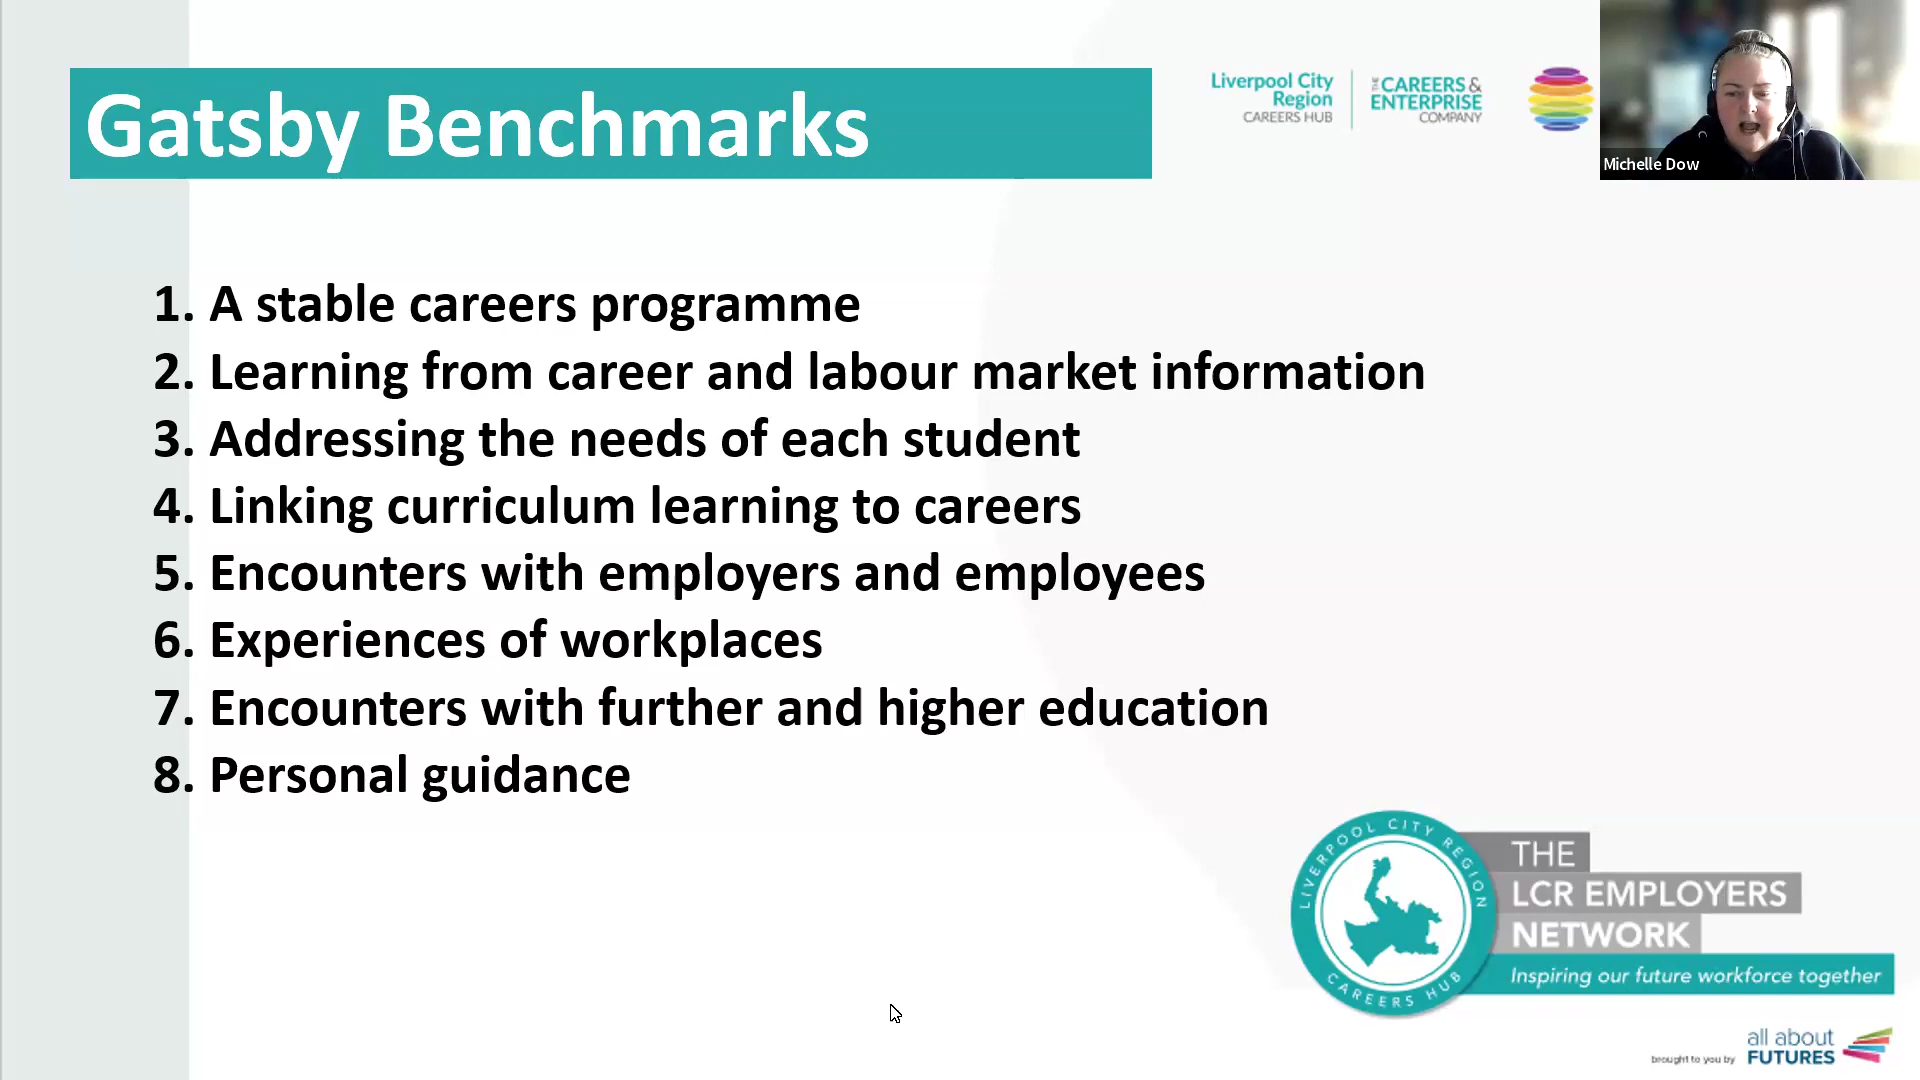 Gatsby Benchmarks
Liverpool City
Region
CAREERS HUB
THE
CAREERS &
ENTERPRISE
COMPANY
Michelle Dow
1. A stable careers programme
2. Learning from career and labour market information
3. Addressing the needs of each student
4. Linking curriculum learning to careers
5. Encounters with employers and employees
6. Experiences of workplaces
7. Encounters with further and higher education
8. Personal guidance
LIVERPOOL CITY REGION
CAREERS HUB
THE
LCR EMPLOYERS
NETWORK
Inspiring our future workforce together
brought to you by
all about
FUTURES